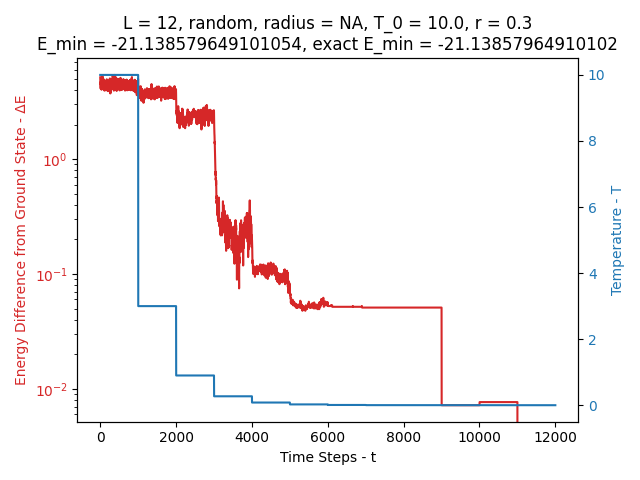 L = 12, random, radius = NA, T_0 = 10.0, r = 0.3
E_min = -21.138579649101054, exact E_min = -21.13857964910102
Energy Difference from Ground State - ΔE
10⁰
10⁻¹
10⁻²
10
8
6
4
2
0
Temperature - T
0 2000 4000 6000 8000 10000 12000
Time Steps - t